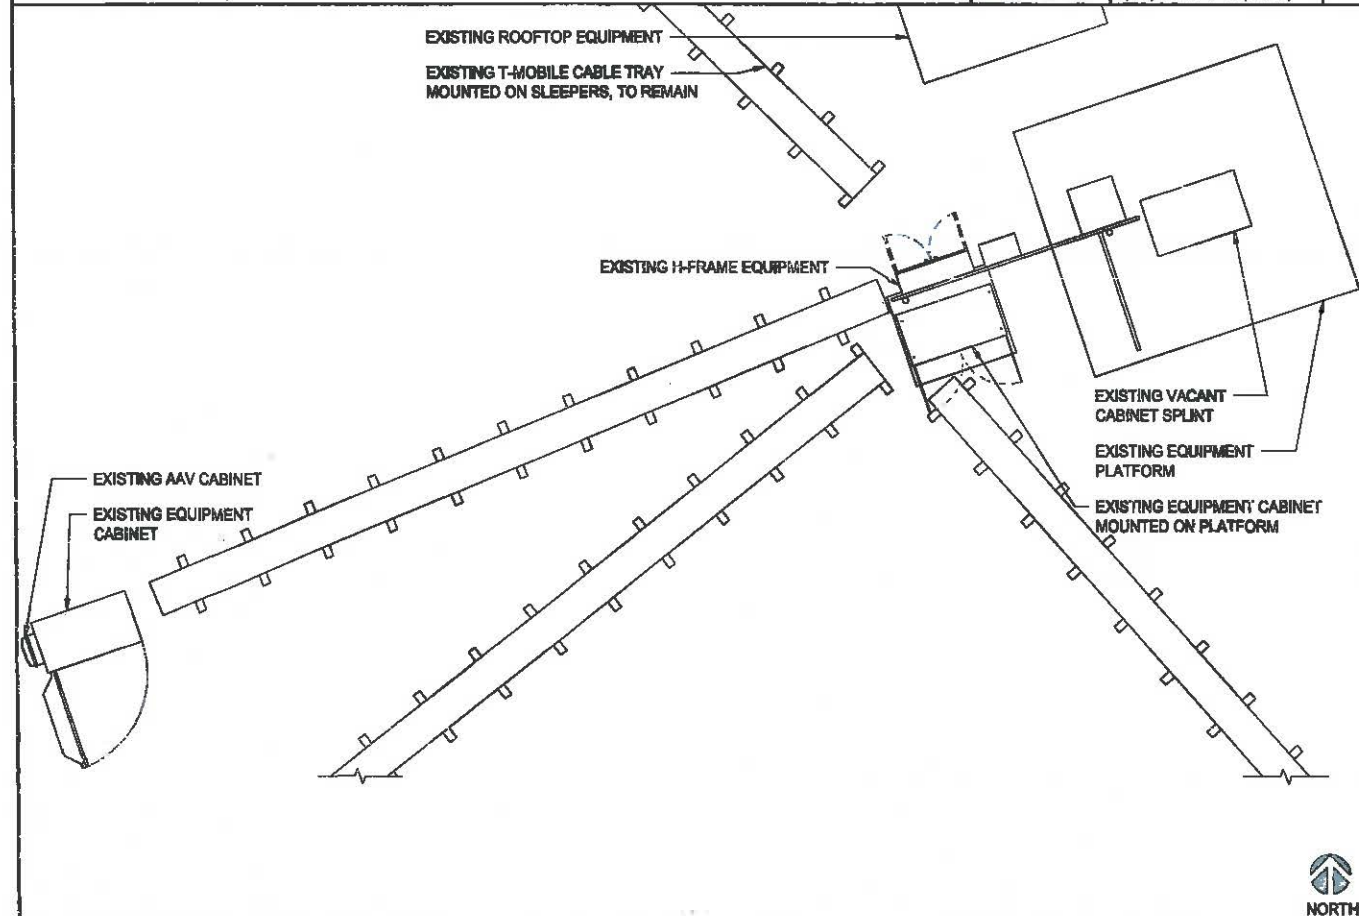 EXISTING ROOFTOP EQUIPMENT
EXISTING T-MOBILE CABLE TRAY
MOUNTED ON SLEEPERS, TO REMAIN
EXISTING H-FRAME EQUIPMENT
EXISTING VACANT
CABINET SPLINT
EXISTING EQUIPMENT
PLATFORM
EXISTING EQUIPMENT CABINET
MOUNTED ON PLATFORM
EXISTING AAV CABINET
EXISTING EQUIPMENT
CABINET
NORTH